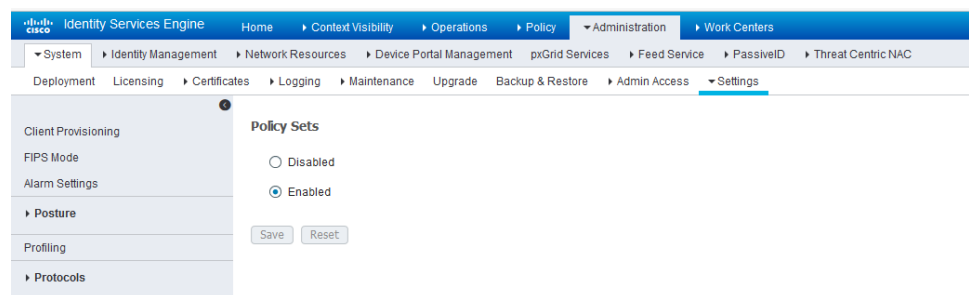 cisco Identity Services Engine Home Context Visibility Operations Policy Administration Work Centers
System Identity Management Network Resources Device Portal Management pxGrid Services Feed Service PassiveID Threat Centric NAC
Deployment Licensing Certificates Logging Maintenance Upgrade Backup & Restore Admin Access Settings
Client Provisioning
FIPS Mode
Alarm Settings
Posture
Profiling
Protocols
Policy Sets
Disabled
Enabled
Save Reset